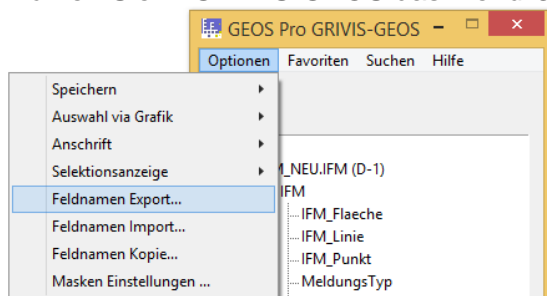 GEOS Pro GRIVIS-GEOS
Optionen Favoriten Suchen Hilfe
Speichern
Auswahl via Grafik
Anschrift
Selektionsanzeige
_NEU.IFM (D-1)
Feldnamen Export...
IFM
Feldnamen Import...
IFM_Flaeche
Feldnamen Kopie...
IFM_Linie
IFM_Punkt
Masken Einstellungen ...
MeldungsTyp